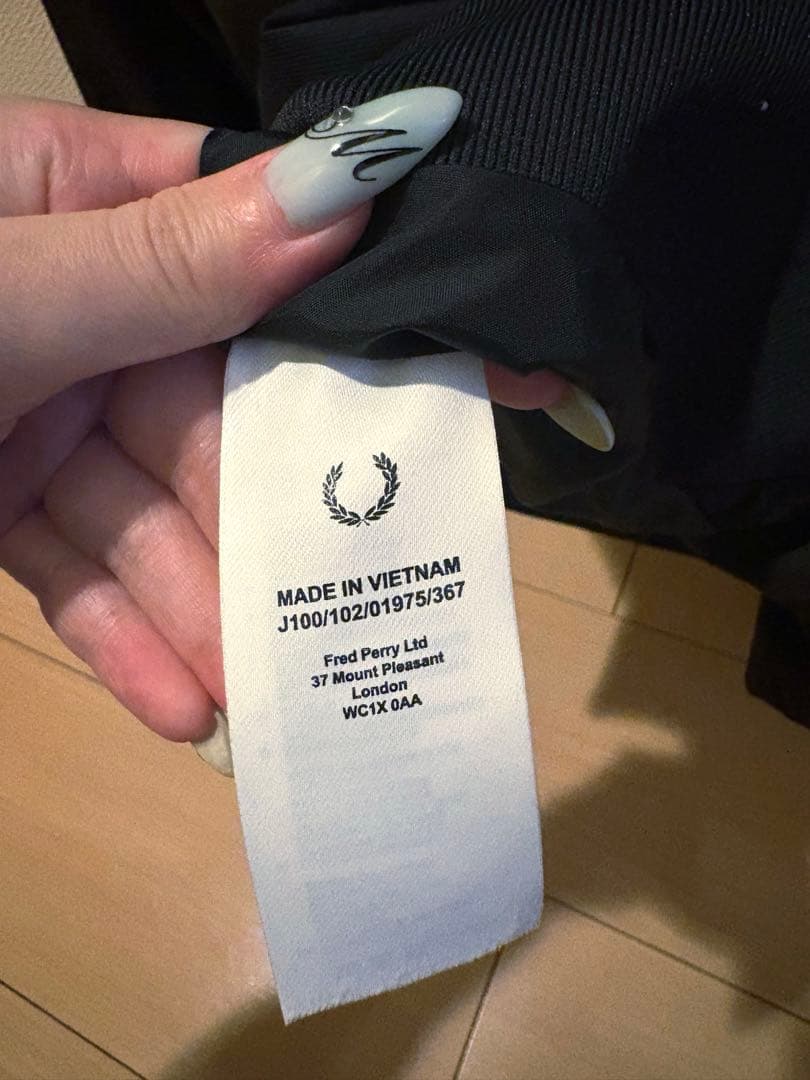 M
MADE IN VIETNAM
J100/102/01975/367
Fred Perry Ltd
37 Mount Pleasant
London
WC1X 0AA